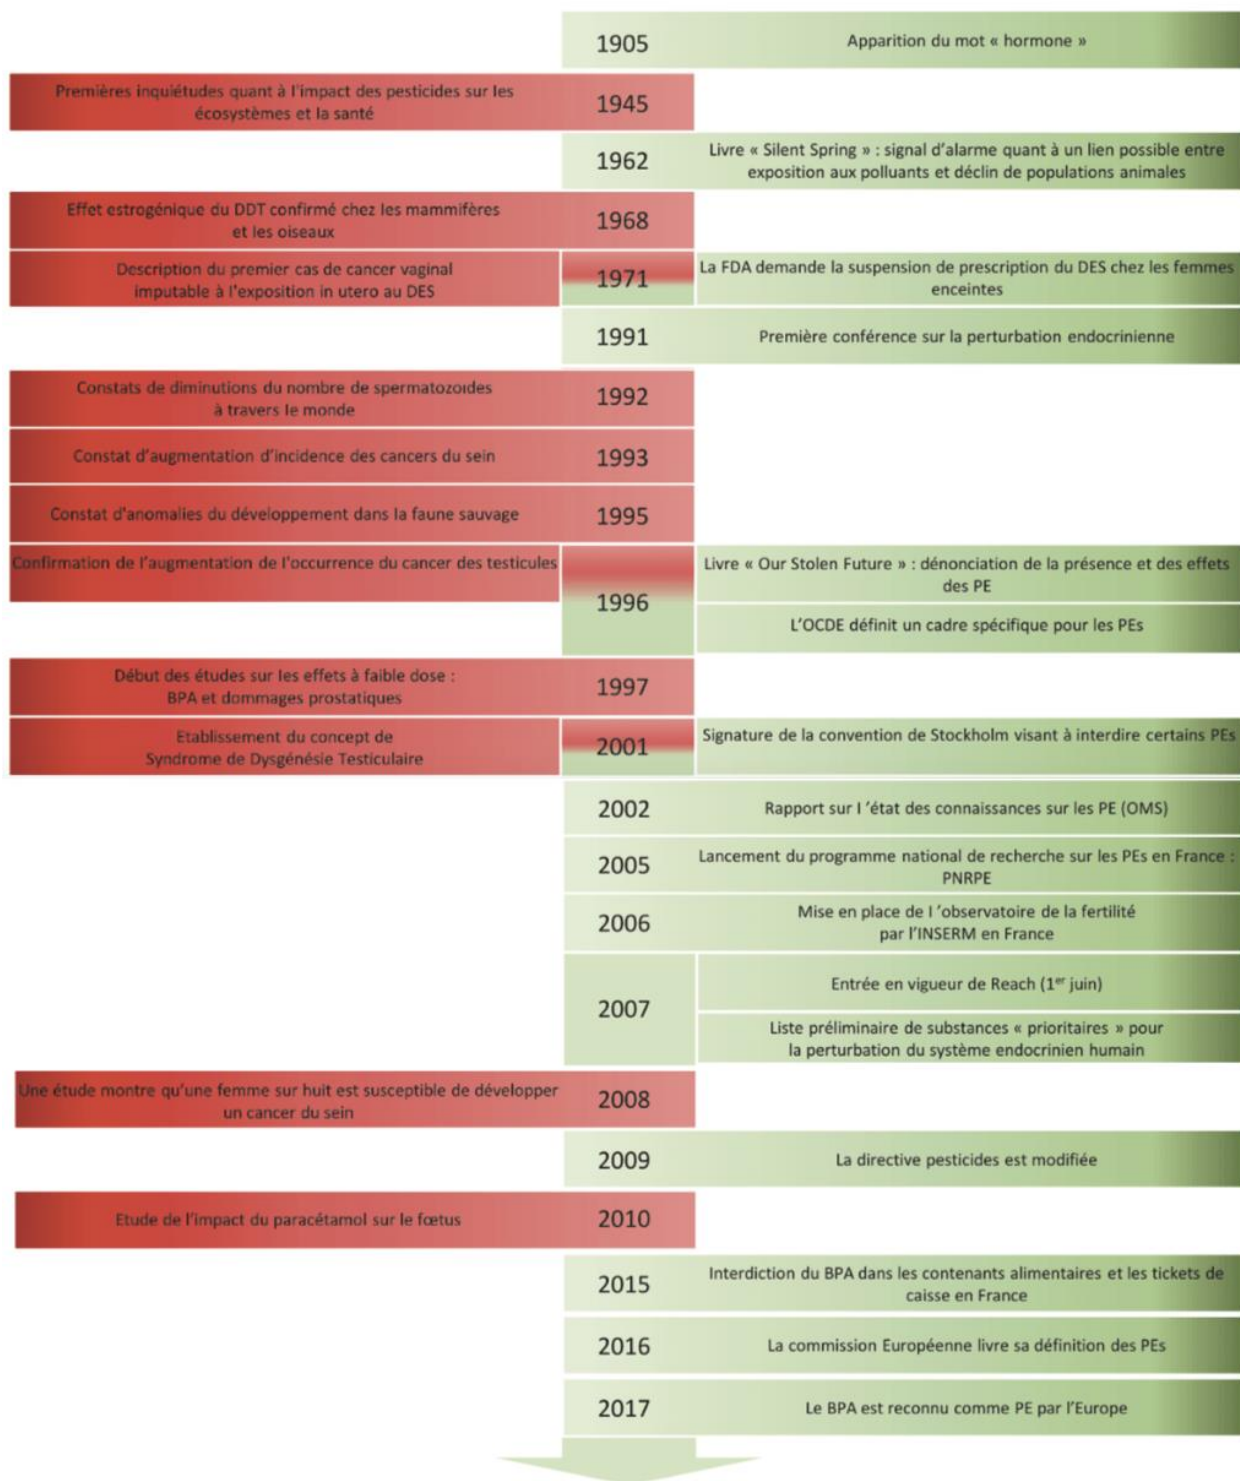 1905
Apparition du mot « hormone »
Premières inquiétudes quant à l'impact des pesticides sur les
écosystèmes et la santé
1945
1962
Livre « Silent Spring » : signal d'alarme quant à un lien possible entre
exposition aux polluants et déclin de populations animales
Effet estrogénique du DDT confirmé chez les mammifères
et les oiseaux
1968
Description du premier cas de cancer vaginal
imputable à l'exposition in utero au DES
1971
La FDA demande la suspension de prescription du DES chez les femmes
enceintes
1991
Première conférence sur la perturbation endocrinienne
Constats de diminutions du nombre de spermatozoïdes
à travers le monde
1992
Constat d'augmentation d'incidence des cancers du sein
1993
Constat d'anomalies du développement dans la faune sauvage
1995
Confirmation de l'augmentation de l'occurrence du cancer des testicules
1996
Livre « Our Stolen Future » : dénonciation de la présence et des effets
des PE
L'OCDE définit un cadre spécifique pour les PEs
Début des études sur les effets à faible dose :
BPA et dommages prostatiques
1997
Etablissement du concept de
Syndrome de Dysgénésie Testiculaire
2001
Signature de la convention de Stockholm visant à interdire certains PEs
2002
Rapport sur l 'état des connaissances sur les PE (OMS)
2005
Lancement du programme national de recherche sur les PEs en France :
PNRPE
2006
Mise en place de l 'observatoire de la fertilité
par l'INSERM en France
2007
Entrée en vigueur de Reach (1er juin)
Liste préliminaire de substances « prioritaires » pour
la perturbation du système endocrinien humain
Une étude montre qu'une femme sur huit est susceptible de développer
un cancer du sein
2008
2009
La directive pesticides est modifiée
Etude de l'impact du paracétamol sur le fœtus
2010
2015
Interdiction du BPA dans les contenants alimentaires et les tickets de
caisse en France
2016
La commission Européenne livre sa définition des PEs
2017
Le BPA est reconnu comme PE par l'Europe